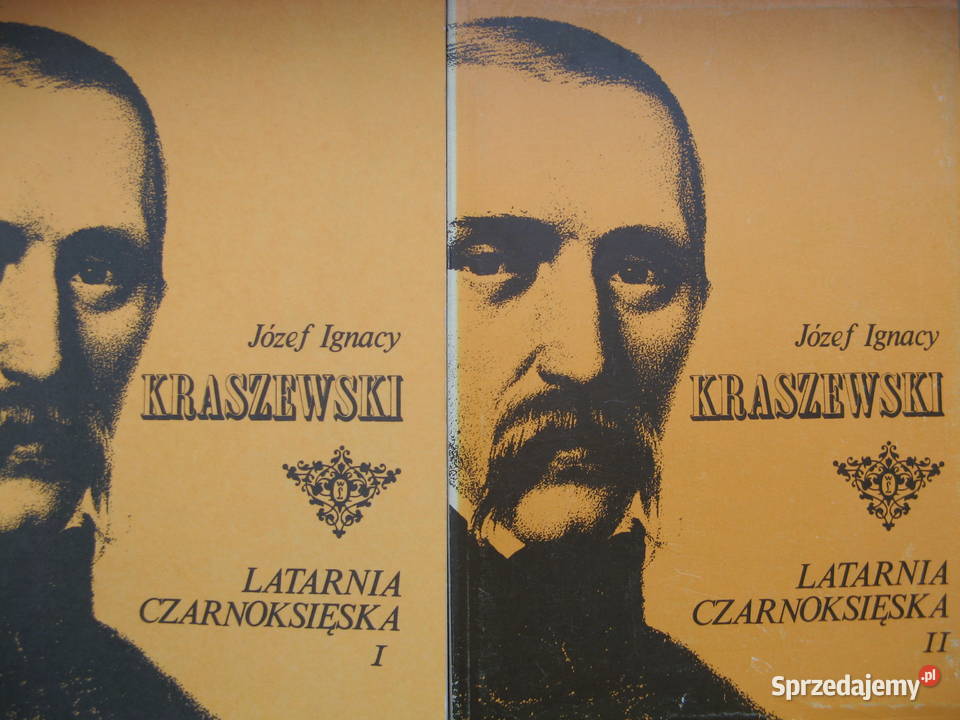 Józef Ignacy
KRASZEWSKI
LATARNIA
CZARNOKSIĘSKA
I
Józef Ignacy
KRASZEWSKI
LATARNIA
CZARNOKSIĘSKA
II
Sprzedajemy.pl